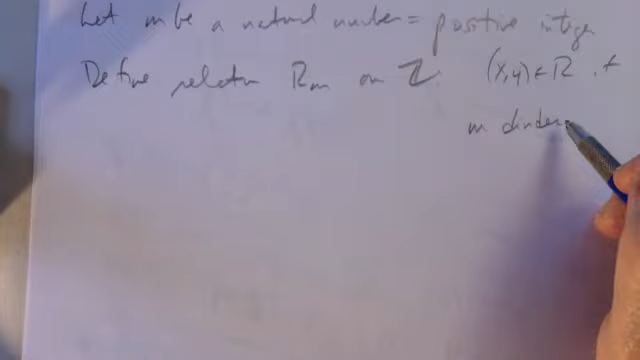 Let m be a natural number = positive integer
Define relation Rm on ℤ: (x,y) ∈ R if
m divides